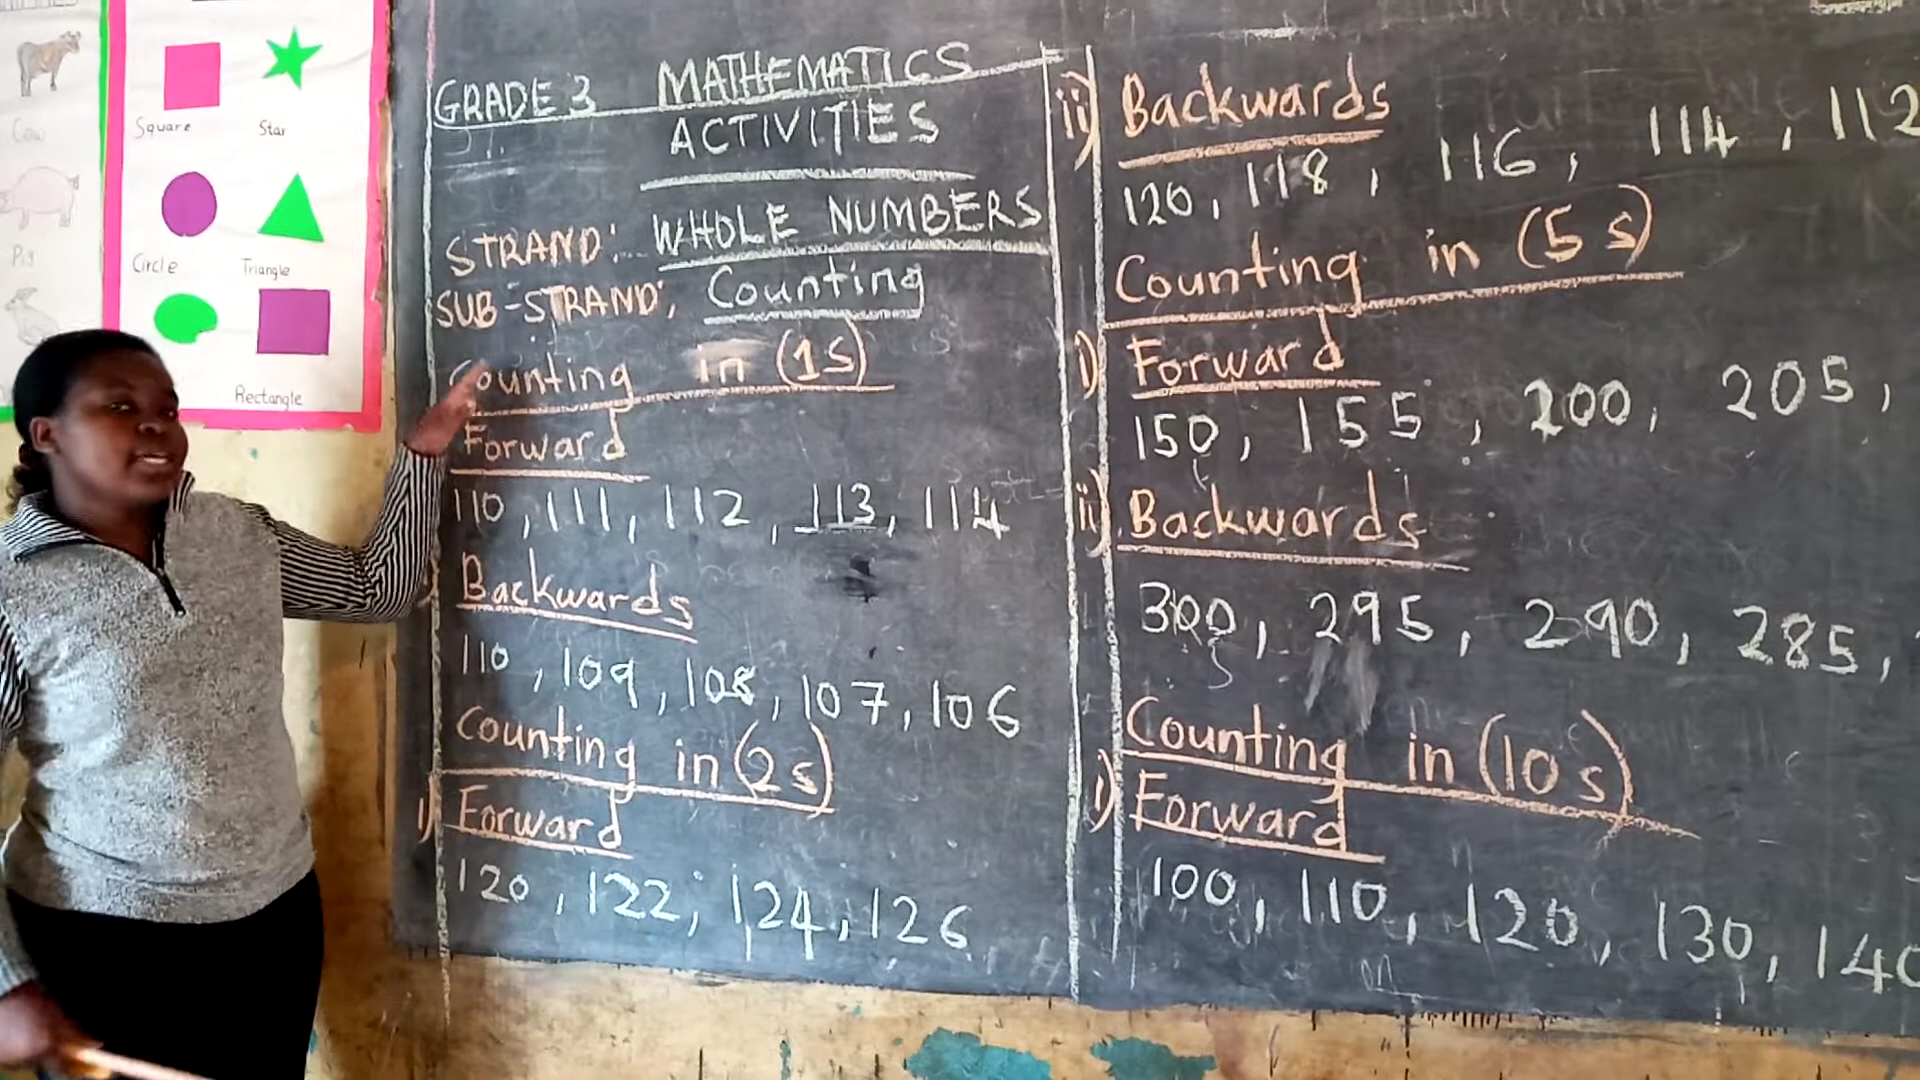 Cow
Pig
Square
Star
Circle
Triangle
Rectangle
GRADE 3 MATHEMATICS
ACTIVITIES
STRAND: WHOLE NUMBERS
SUB-STRAND; Counting
Counting in (1s)
Forward
110, 111, 112, 113, 114
Backwards
110, 109, 108, 107, 106
Counting in (2s)
i) Forward
120, 122, 124, 126
ii) Backwards
120, 118, 116, 114, 112
Counting in (5s)
i) Forward
150, 155, 200, 205,
ii) Backwards
300, 295, 290, 285,
Counting in (10s)
i) Forward
100, 110, 120, 130, 140